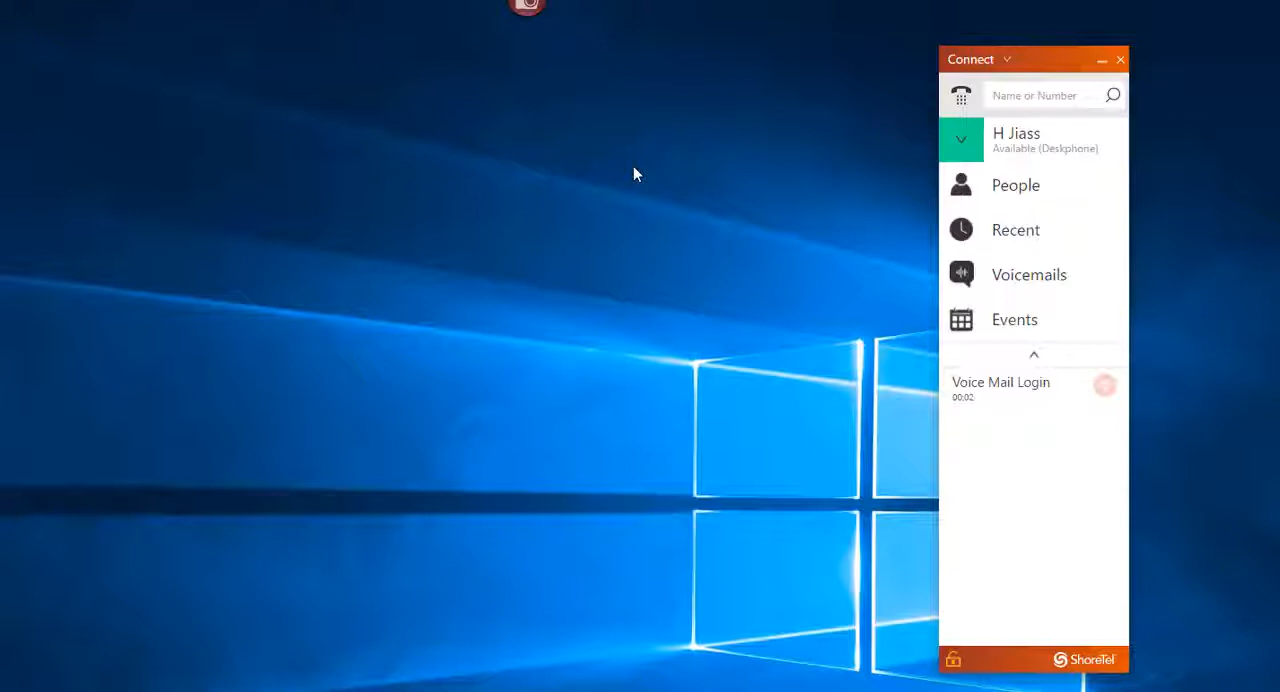 Connect
Name or Number
H Jiass
Available (Deskphone)
People
Recent
Voicemails
Events
Voice Mail Login
00:02
ShoreTel